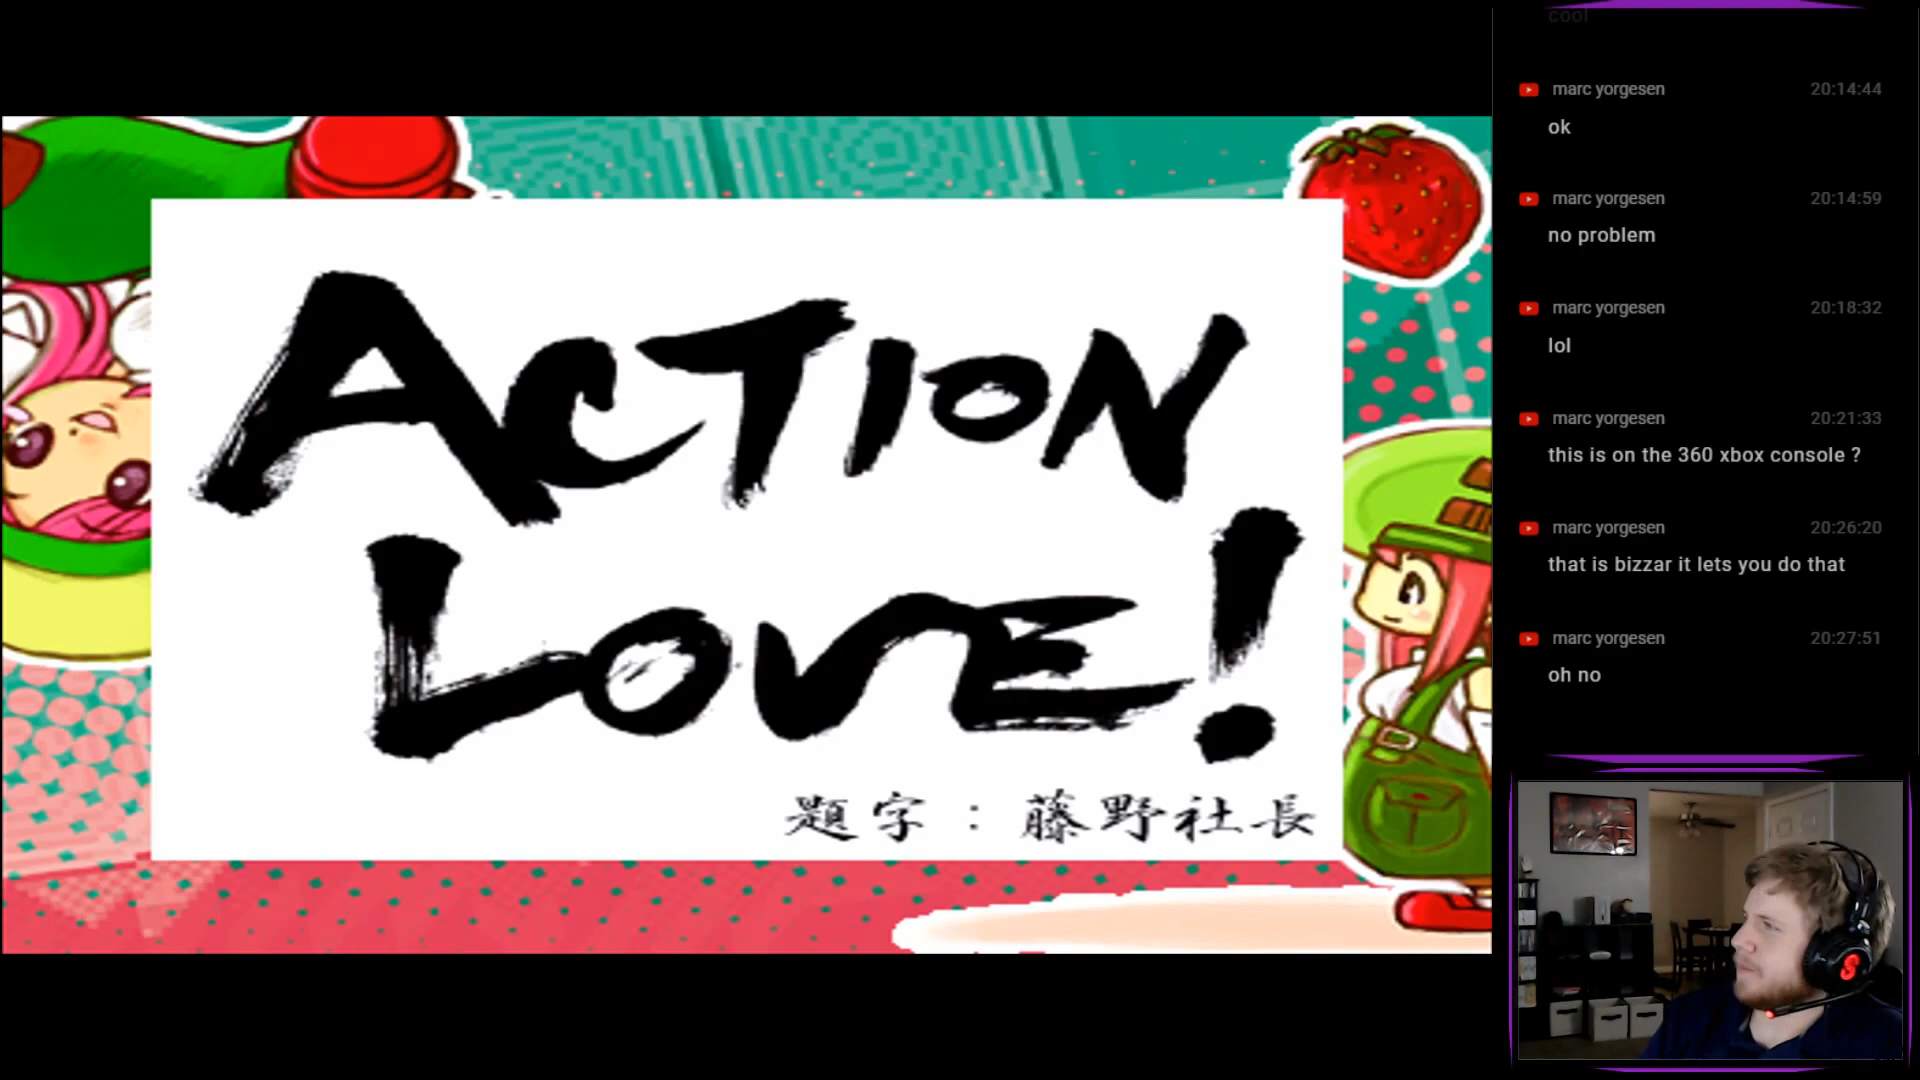 ACTION
LOVE!
題字：藤野社長
cool
marc yorgesen 20:14:44
ok
marc yorgesen 20:14:59
no problem
marc yorgesen 20:18:32
lol
marc yorgesen 20:21:33
this is on the 360 xbox console ?
marc yorgesen 20:26:20
that is bizzar it lets you do that
marc yorgesen 20:27:51
oh no